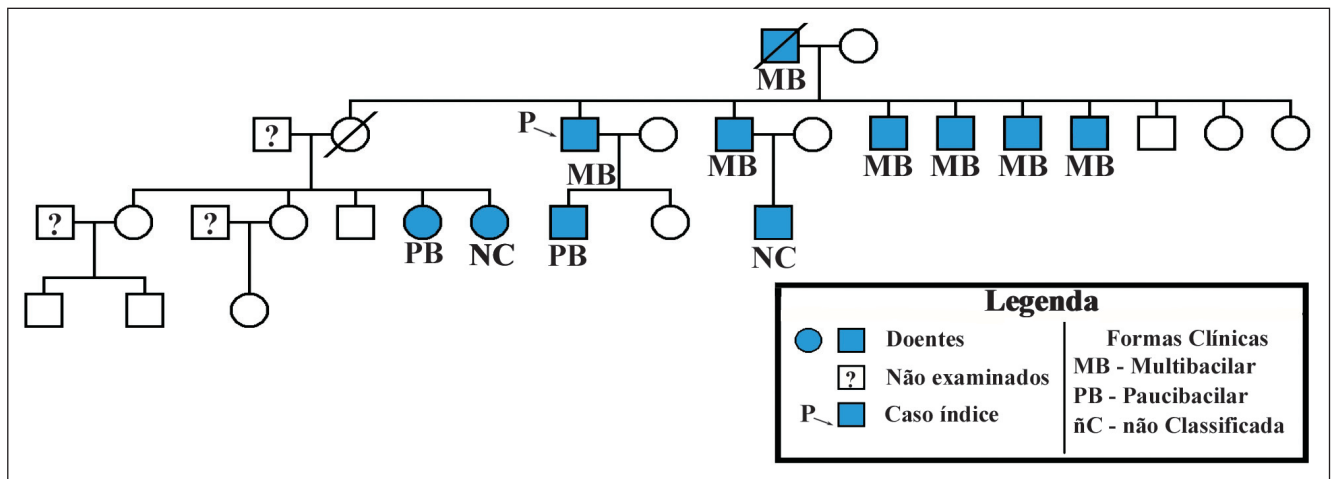 MB
?
P
MB
MB
MB
MB
MB
MB
?
?
PB
NC
PB
NC
Legenda
Doentes
? Não examinados
P Caso índice
Formas Clínicas
MB - Multibacilar
PB - Paucibacilar
ñC - não Classificada